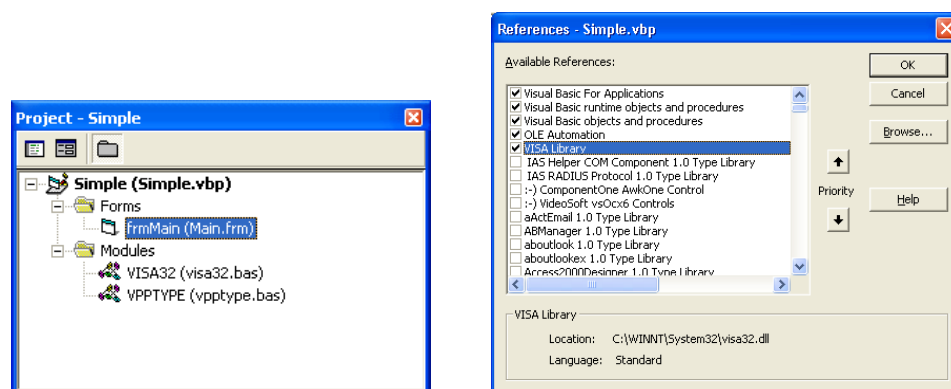 Project - Simple
Simple (Simple.vbp)
Forms
frmMain (Main.frm)
Modules
VISA32 (visa32.bas)
VPPTYPE (vpptype.bas)
References - Simple.vbp
Available References:
Visual Basic For Applications
Visual Basic runtime objects and procedures
Visual Basic objects and procedures
OLE Automation
VISA Library
IAS Helper COM Component 1.0 Type Library
IAS RADIUS Protocol 1.0 Type Library
:-) ComponentOne AwkOne Control
:-) VideoSoft vsOcx6 Controls
aActEmail 1.0 Type Library
ABManager 1.0 Type Library
aboutlook 1.0 Type Library
aboutlookex 1.0 Type Library
Access2000Designer 1.0 Type Library
Priority
OK
Cancel
Browse...
Help
VISA Library
Location: C:\WINNT\System32\visa32.dll
Language: Standard